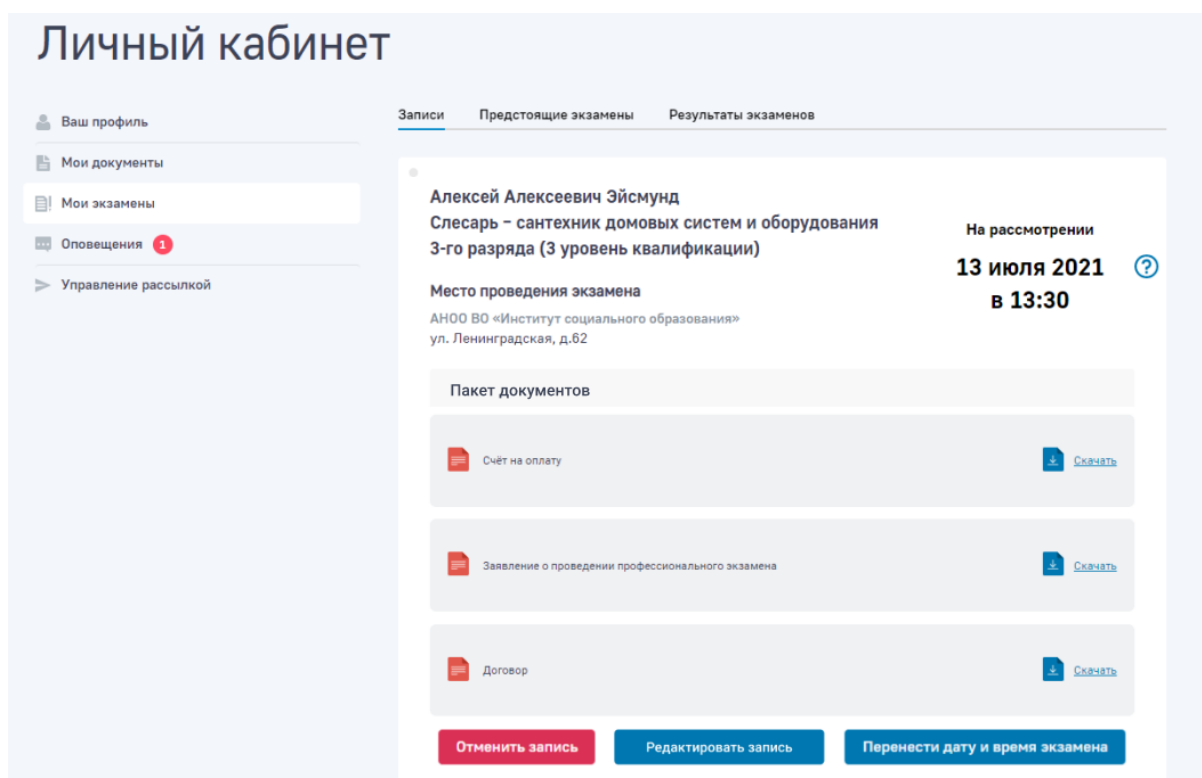 Личный кабинет
Ваш профиль
Мои документы
Мои экзамены
Оповещения 1
Управление рассылкой
Записи Предстоящие экзамены Результаты экзаменов
Алексей Алексеевич Эйсмунд
Слесарь – сантехник домовых систем и оборудования
3-го разряда (3 уровень квалификации)
Место проведения экзамена
АНОО ВО «Институт социального образования»
ул. Ленинградская, д.62
На рассмотрении
13 июля 2021
в 13:30
?
Пакет документов
Счёт на оплату Скачать
Заявление о проведении профессионального экзамена Скачать
Договор Скачать
Отменить запись Редактировать запись Перенести дату и время экзамена